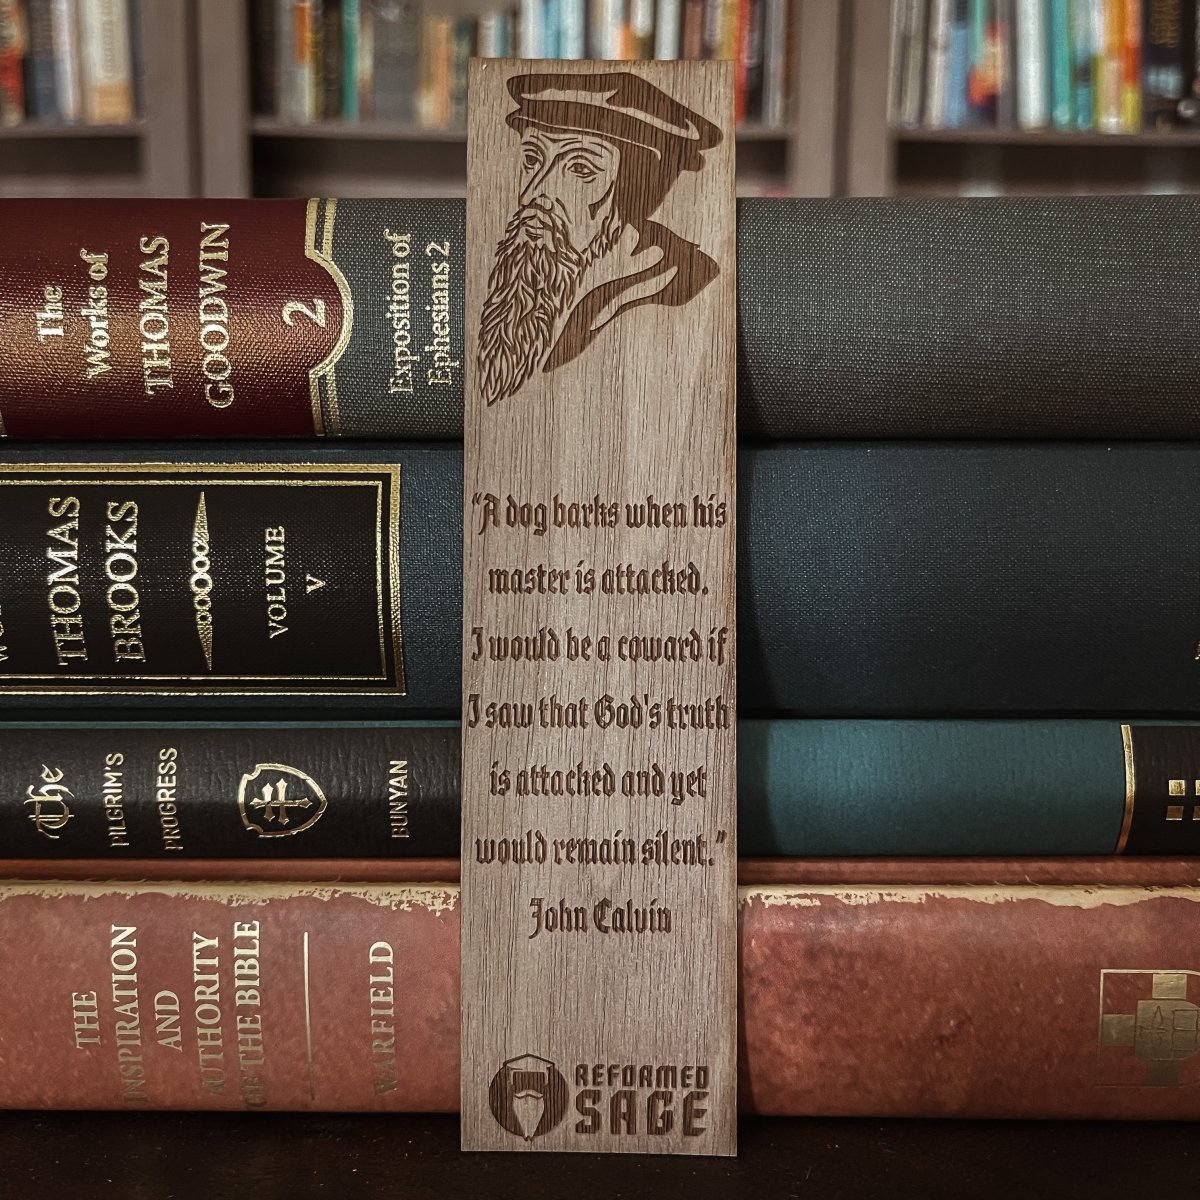 The
Works of
THOMAS
GOODWIN
2
Exposition of
Ephesians 2
THOMAS
BROOKS
VOLUME
V
The
PILGRIM'S
PROGRESS
BUNYAN
THE
INSPIRATION
AND
AUTHORITY
OF THE BIBLE
WARFIELD
“A dog barks when his
master is attacked.
I would be a coward if
I saw that God's truth
is attacked and yet
would remain silent.”
John Calvin
REFORMED
SAGE